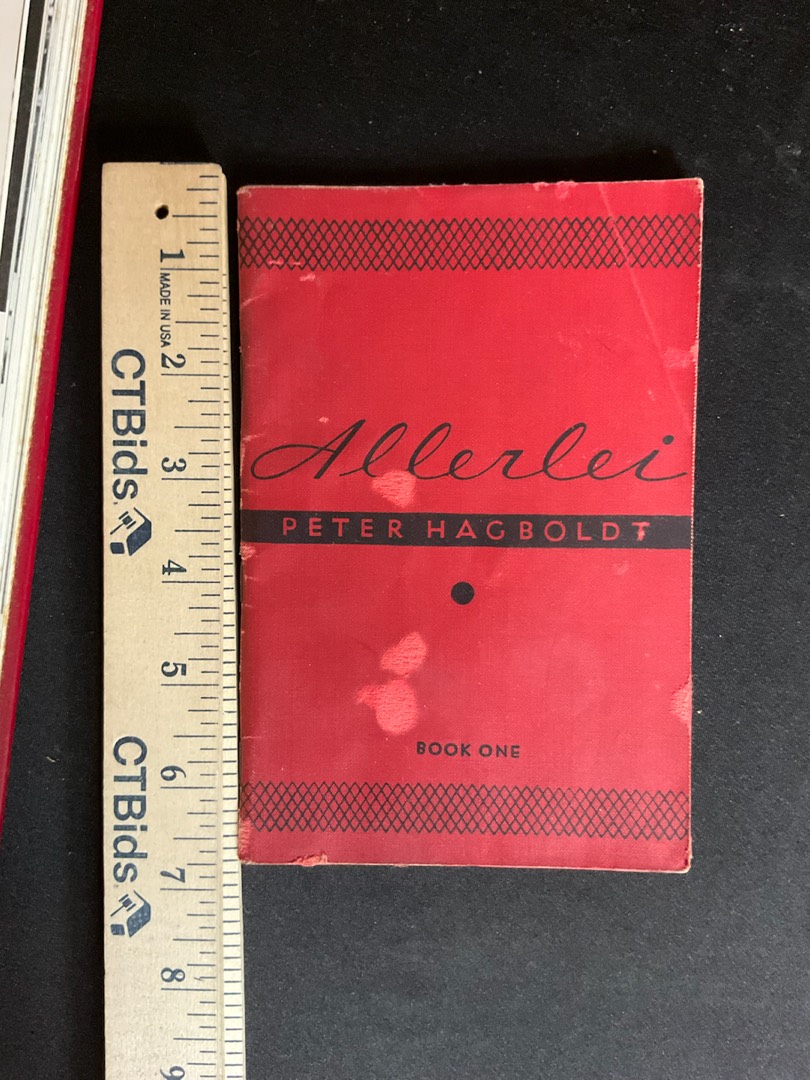 Allerlei
PETER HAGBOLDT
BOOK ONE
1
MADE IN USA
2
3
4
5
6
7
8
9
CTBids.
CTBids.